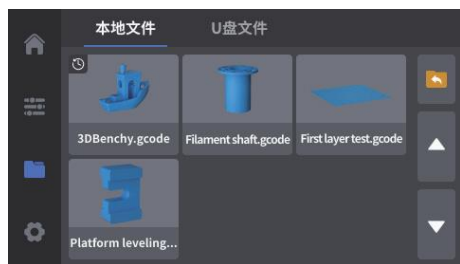 本地文件
U盘文件
3DBenchy.gcode
Filament shaft.gcode
First layer test.gcode
Platform leveling...